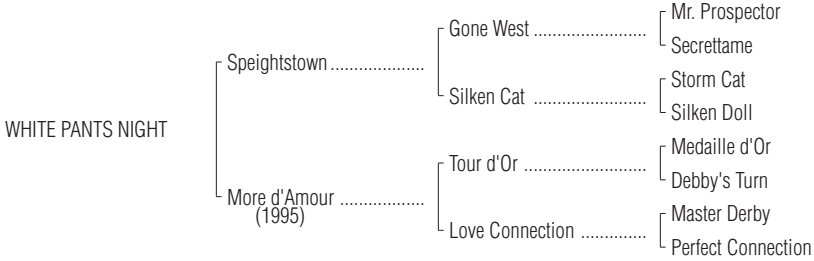 Mr. Prospector
Gone West ........................
Secrettame
Speightstown ....................
Storm Cat
Silken Cat ........................
Silken Doll
WHITE PANTS NIGHT
Medaille d'Or
Tour d'Or ..........................
Debby's Turn
More d'Amour ..................
(1995)
Master Derby
Love Connection ..............
Perfect Connection